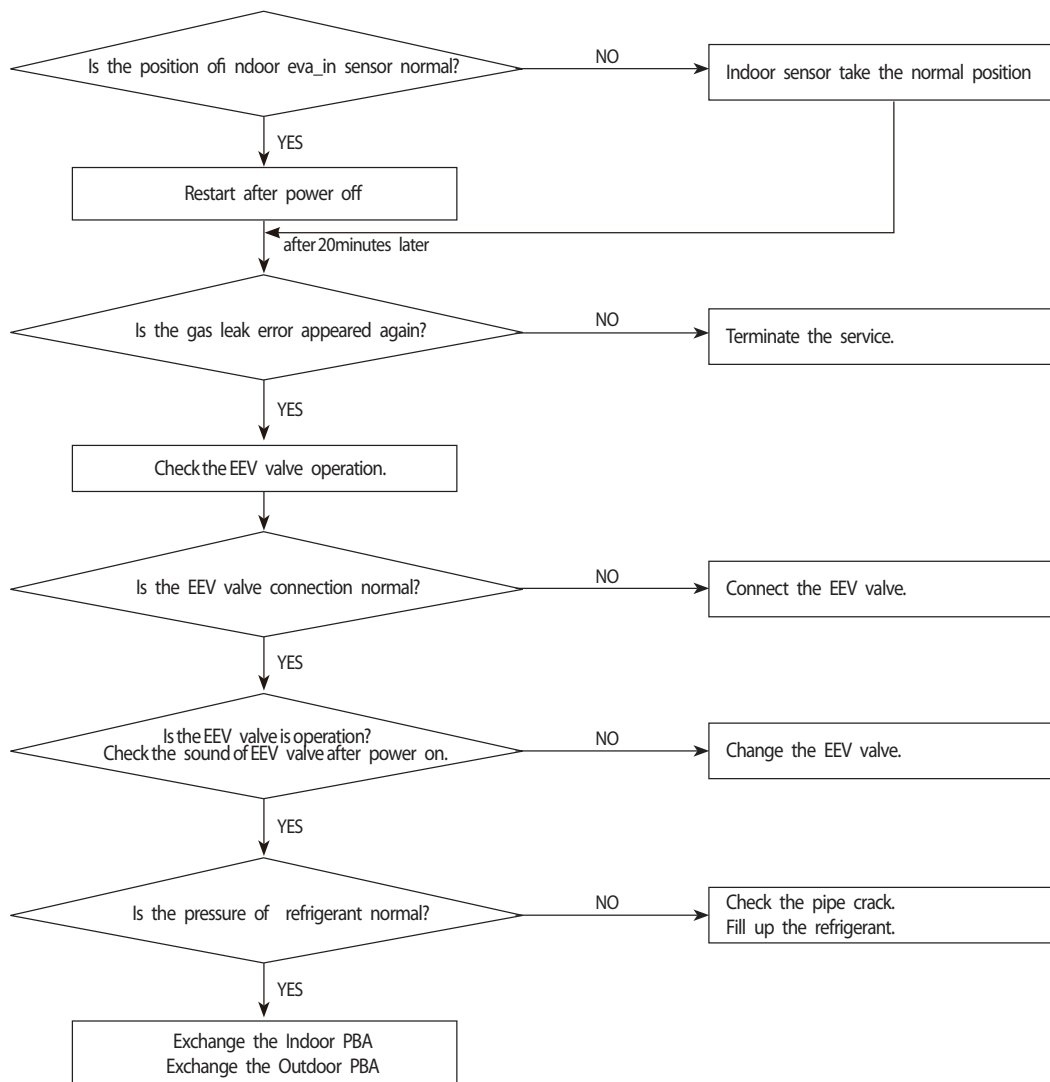 Is the position ofi ndoor eva_in sensor normal?
NO
Indoor sensor take the normal position
YES
Restart after power off
after 20minutes later
Is the gas leak error appeared again?
NO
Terminate the service.
YES
Check the EEV valve operation.
Is the EEV valve connection normal?
NO
Connect the EEV valve.
YES
Is the EEV valve is operation?
Check the sound of EEV valve after power on.
NO
Change the EEV valve.
YES
Is the pressure of refrigerant normal?
NO
Check the pipe crack.
Fill up the refrigerant.
YES
Exchange the Indoor PBA
Exchange the Outdoor PBA